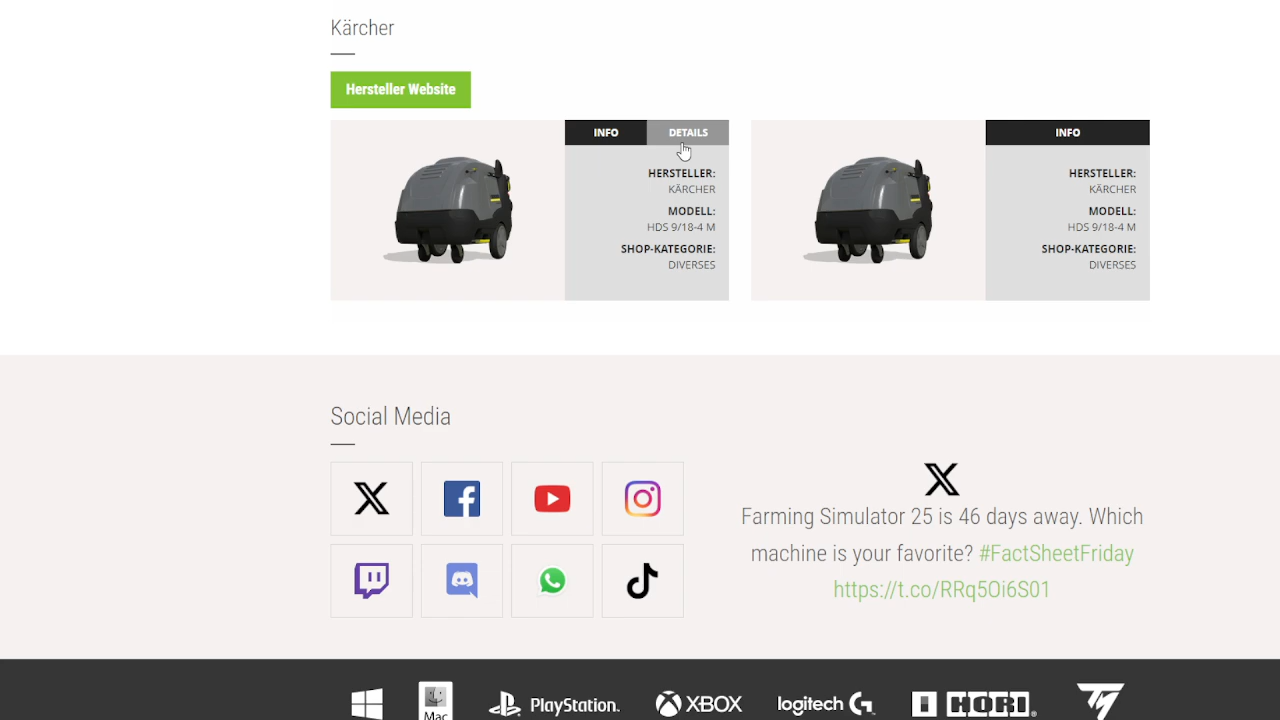 Kärcher
Hersteller Website
INFO
DETAILS
HERSTELLER:
KÄRCHER
MODELL:
HDS 9/18-4 M
SHOP-KATEGORIE:
DIVERSES
INFO
HERSTELLER:
KÄRCHER
MODELL:
HDS 9/18-4 M
SHOP-KATEGORIE:
DIVERSES
Social Media
Farming Simulator 25 is 46 days away. Which
machine is your favorite? #FactSheetFriday
https://t.co/RRq5Oi6S01
Mac
PlayStation.
XBOX
logitech G
HORI